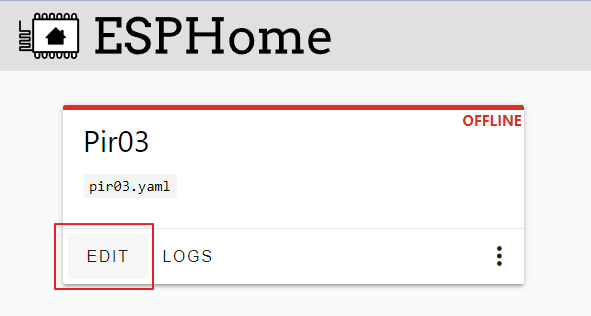 ESPHome
OFFLINE
Pir03
pir03.yaml
EDIT LOGS